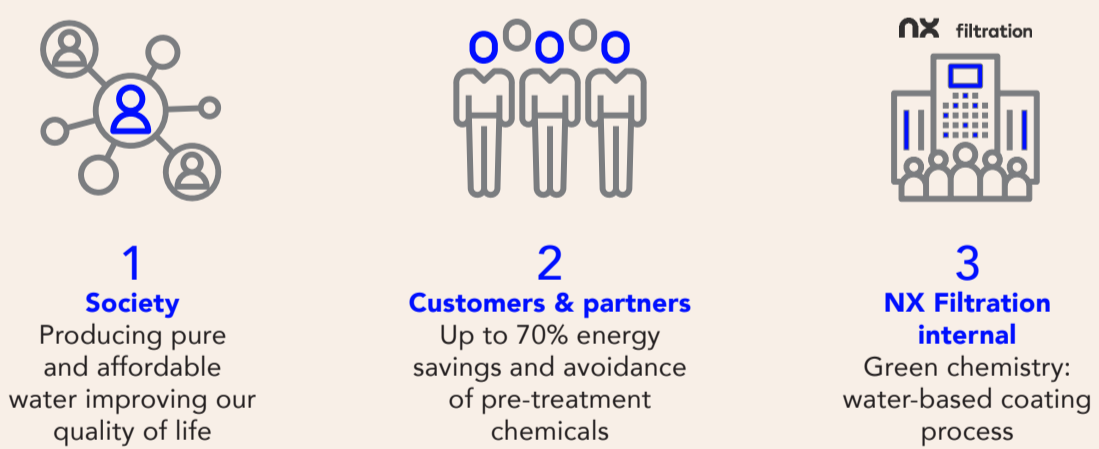 nx filtration
1
Society
Producing pure
and affordable
water improving our
quality of life
2
Customers & partners
Up to 70% energy
savings and avoidance
of pre-treatment
chemicals
3
NX Filtration
internal
Green chemistry:
water-based coating
process